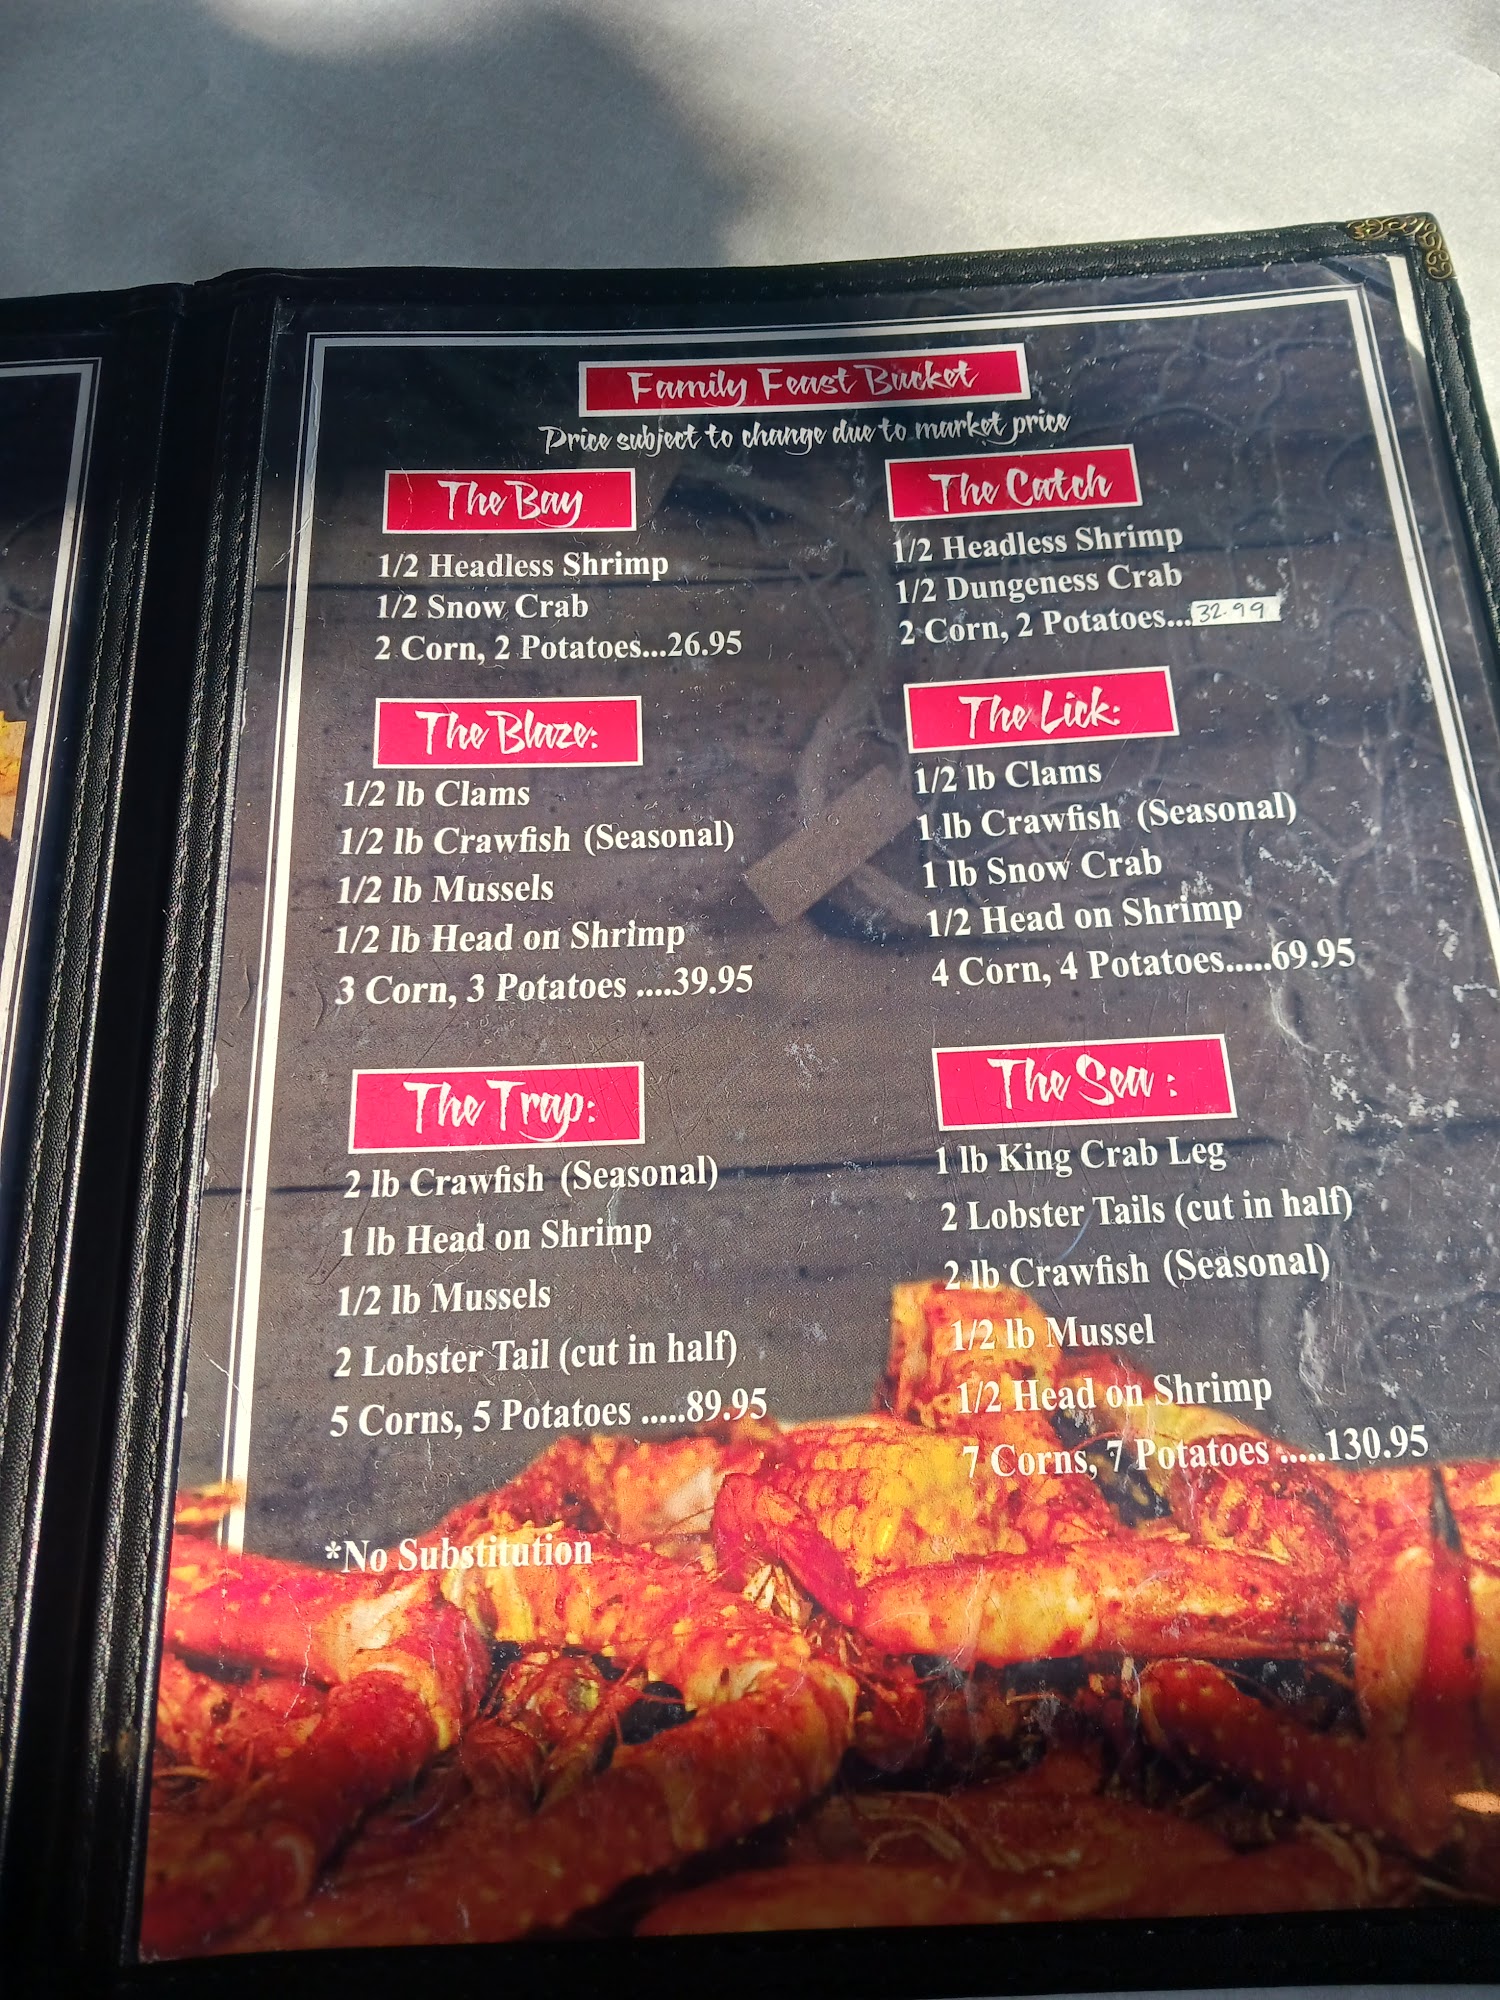 Family Feast Bucket
Price subject to change due to market price
The Bay
1/2 Headless Shrimp
1/2 Snow Crab
2 Corn, 2 Potatoes...26.95
The Catch
1/2 Headless Shrimp
1/2 Dungeness Crab
2 Corn, 2 Potatoes...32.99
The Blaze:
1/2 lb Clams
1/2 lb Crawfish (Seasonal)
1/2 lb Mussels
1/2 lb Head on Shrimp
3 Corn, 3 Potatoes ....39.95
The Lick:
1/2 lb Clams
1 lb Crawfish (Seasonal)
1 lb Snow Crab
1/2 Head on Shrimp
4 Corn, 4 Potatoes.....69.95
The Trap:
2 lb Crawfish (Seasonal)
1 lb Head on Shrimp
1/2 lb Mussels
2 Lobster Tail (cut in half)
5 Corns, 5 Potatoes .....89.95
The Sea :
1 lb King Crab Leg
2 Lobster Tails (cut in half)
2 lb Crawfish (Seasonal)
1/2 lb Mussel
1/2 Head on Shrimp
7 Corns, 7 Potatoes .....130.95
*No Substitution